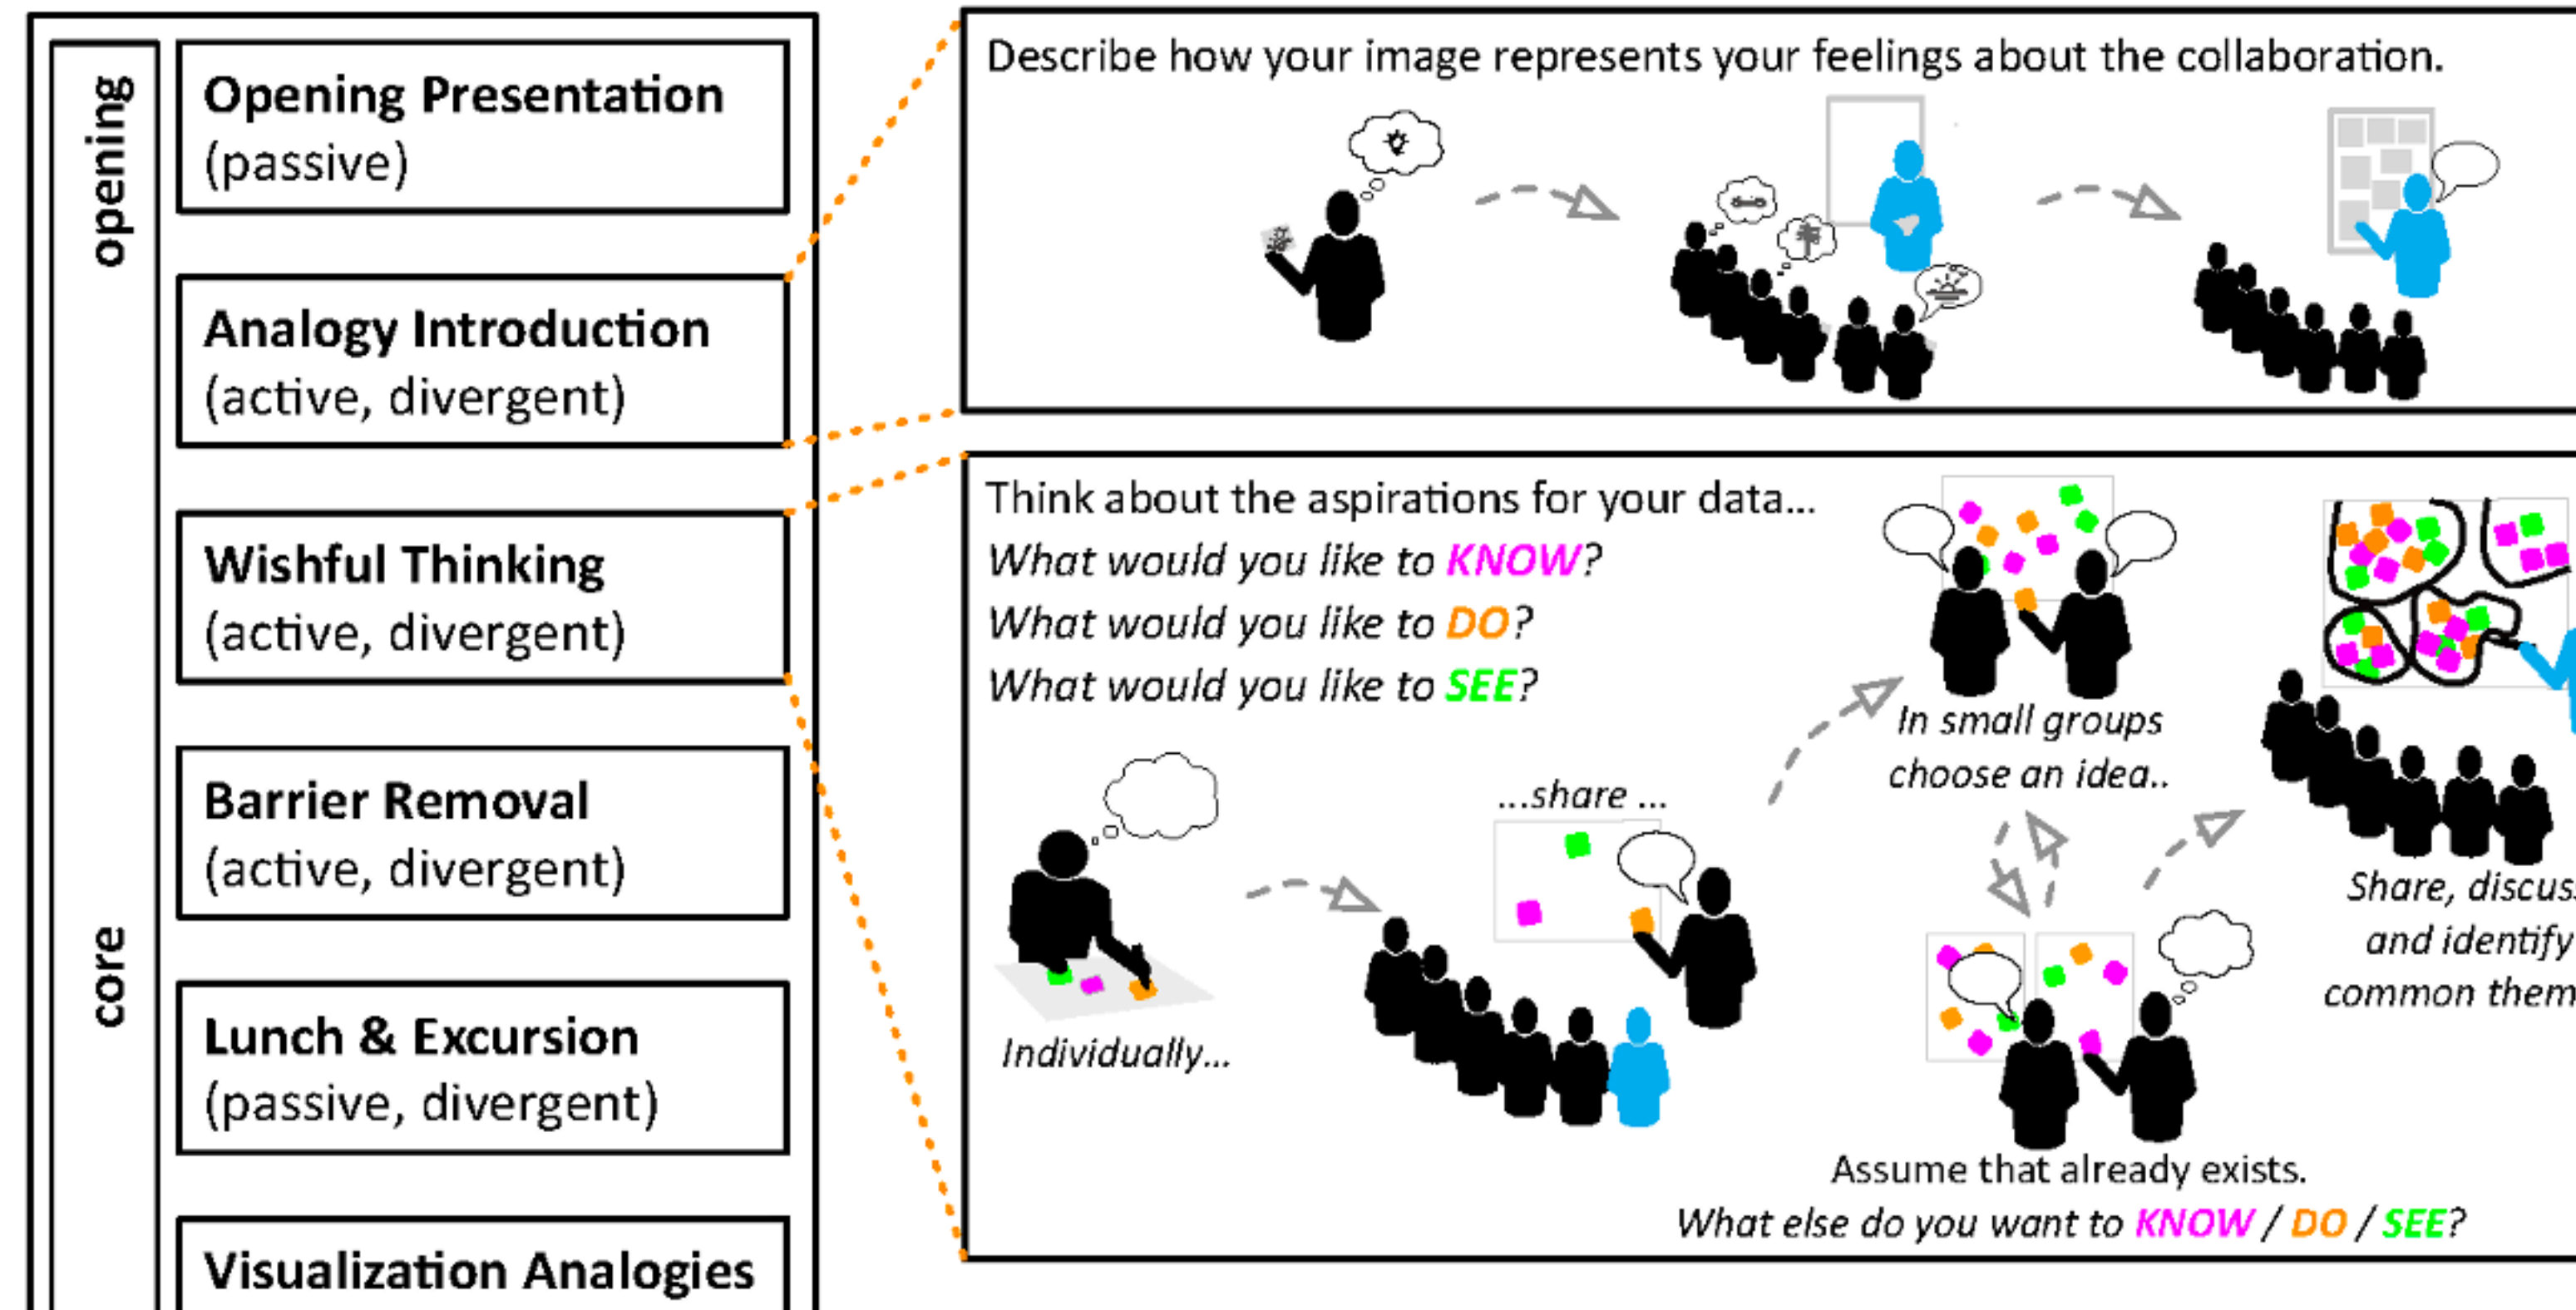 opening
Opening Presentation
(passive)
Analogy Introduction
(active, divergent)
core
Wishful Thinking
(active, divergent)
Barrier Removal
(active, divergent)
Lunch & Excursion
(passive, divergent)
Visualization Analogies
Describe how your image represents your feelings about the collaboration.
Think about the aspirations for your data...
What would you like to KNOW?
What would you like to DO?
What would you like to SEE?
Individually...
...share ...
In small groups
choose an idea..
Assume that already exists.
What else do you want to KNOW / DO / SEE?
Share,
and identify
common